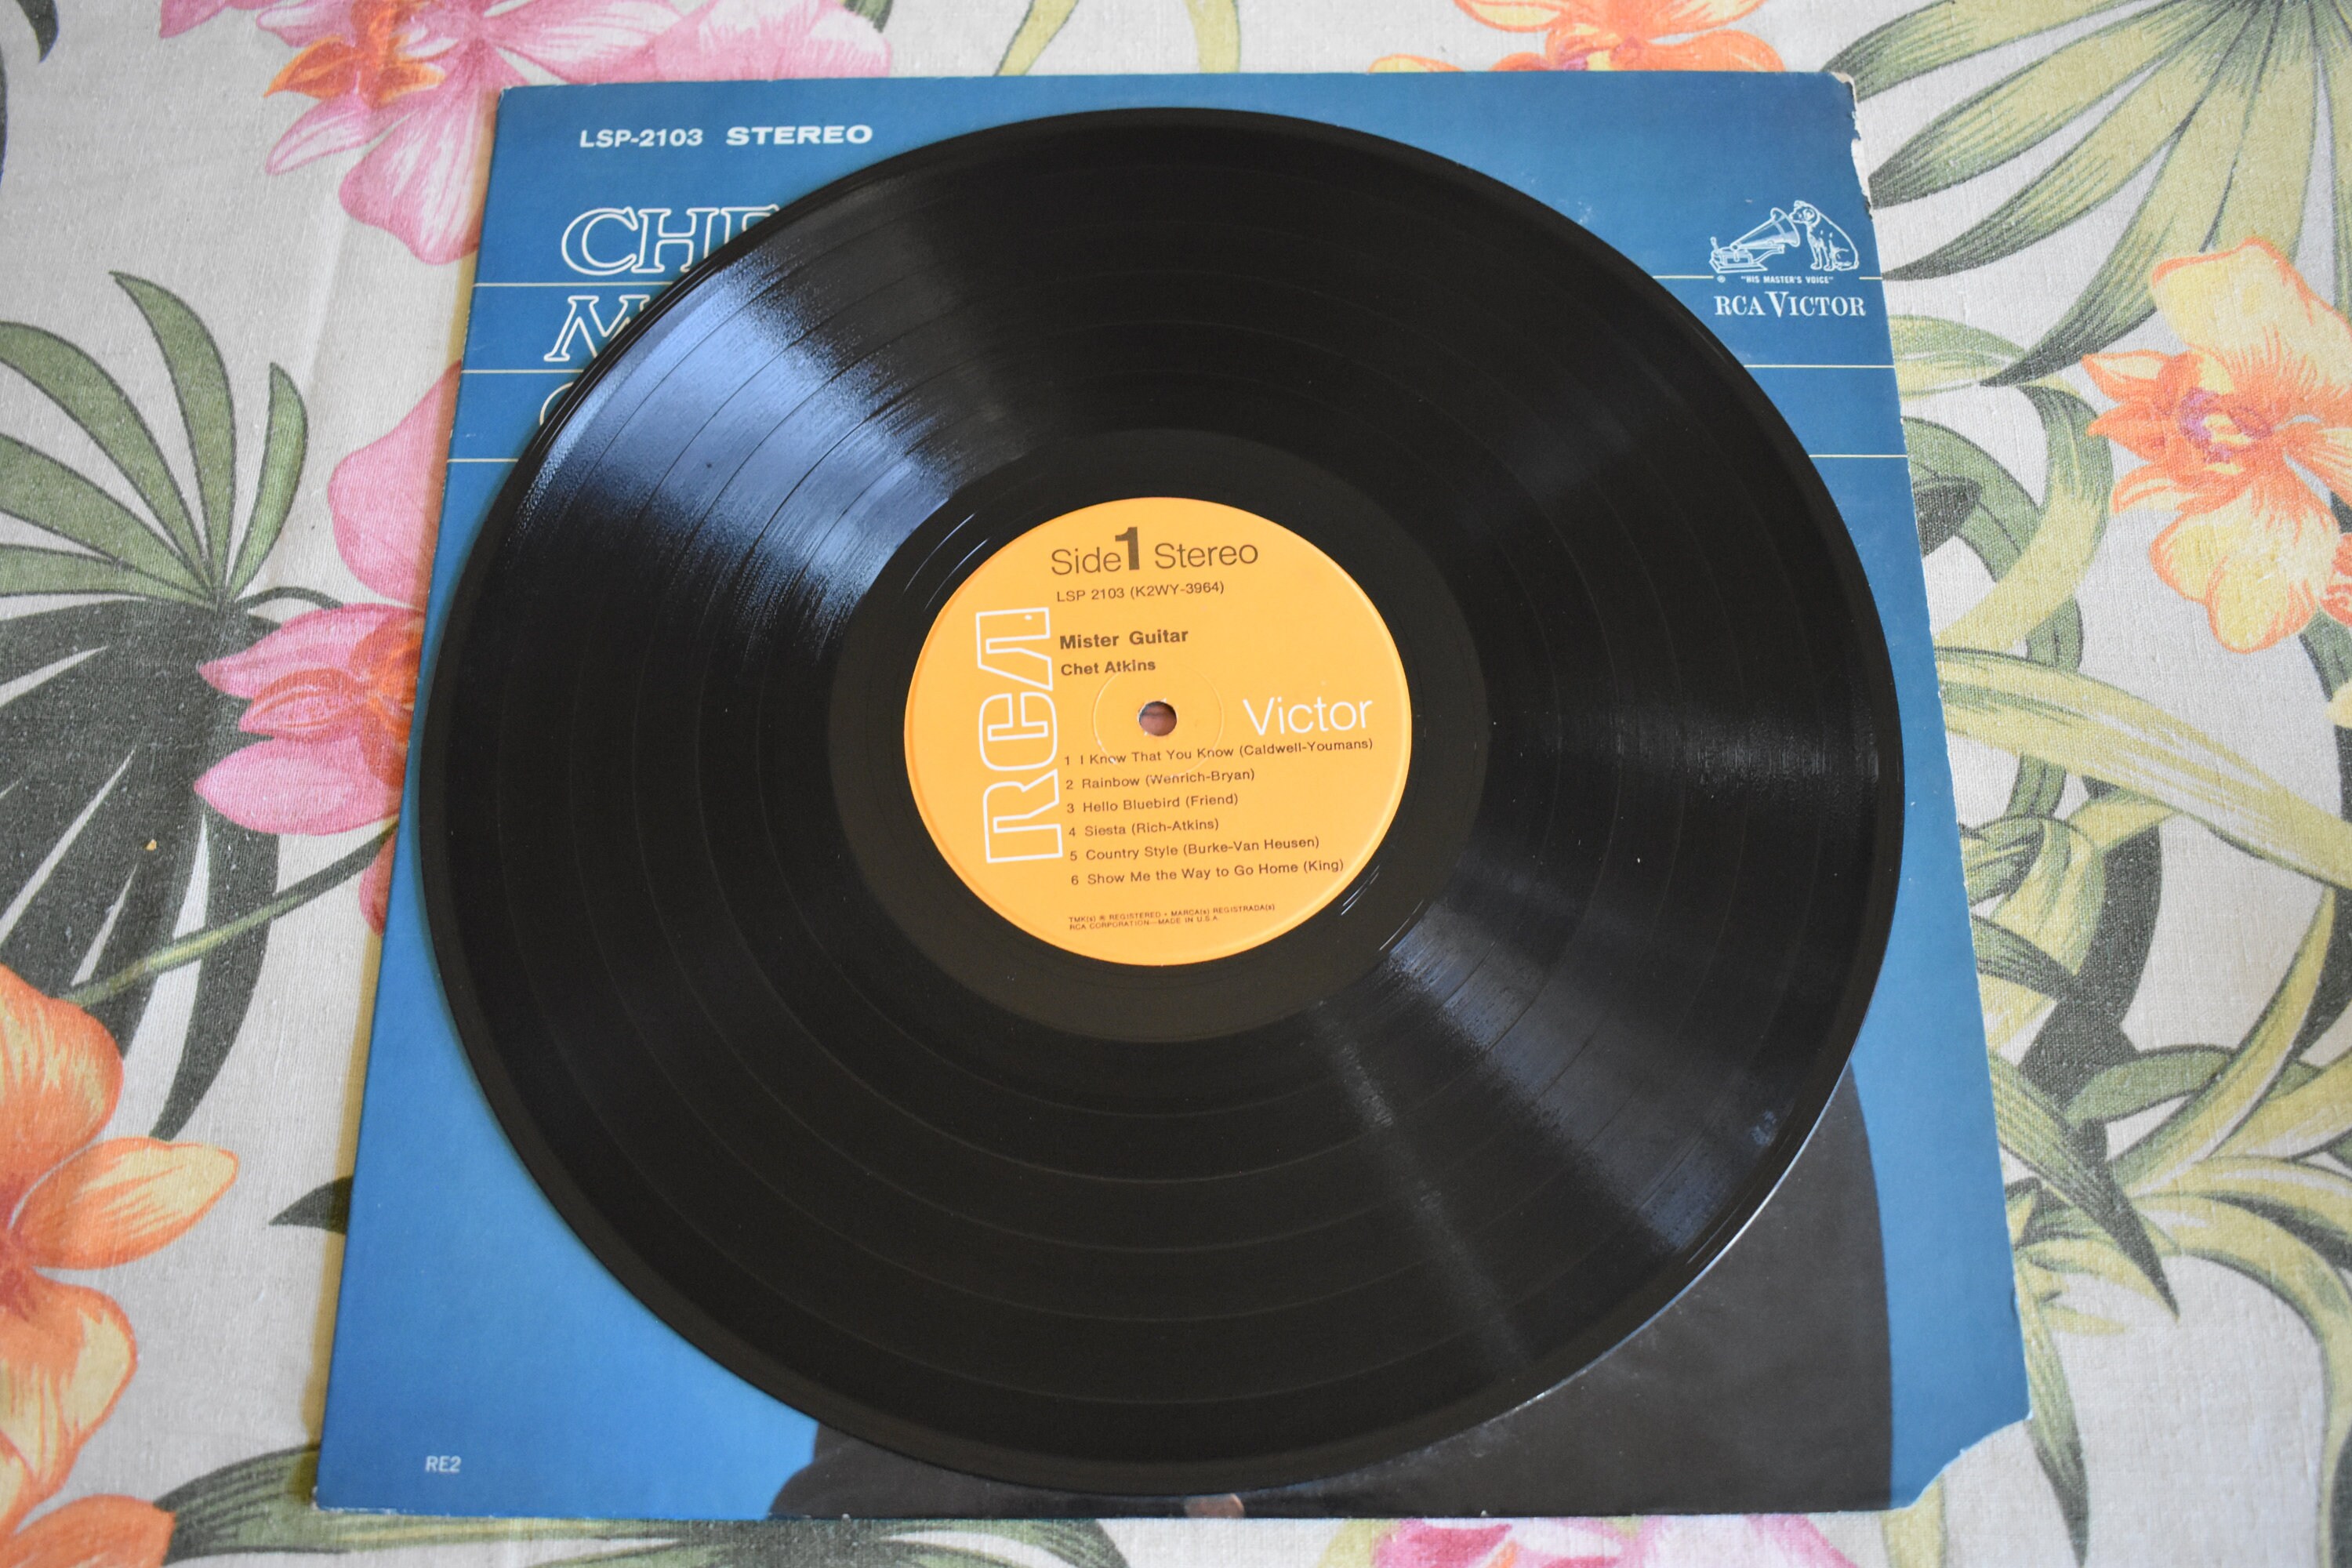 LSP-2103 STEREO
"HIS MASTER'S VOICE"
®
RCA VICTOR
Side 1 Stereo
LSP 2103 (K2WY-3964)
RCA
Mister Guitar
Chet Atkins
Victor
1 I Know That You Know (Caldwell-Youmans)
2 Rainbow (Wenrich-Bryan)
3 Hello Bluebird (Friend)
4 Siesta (Rich-Atkins)
5 Country Style (Burke-Van Heusen)
6 Show Me the Way to Go Home (King)
TMK(s) ® REGISTERED • MARCA(s) REGISTRADA(s)
RCA CORPORATION—MADE IN U.S.A.
RE2